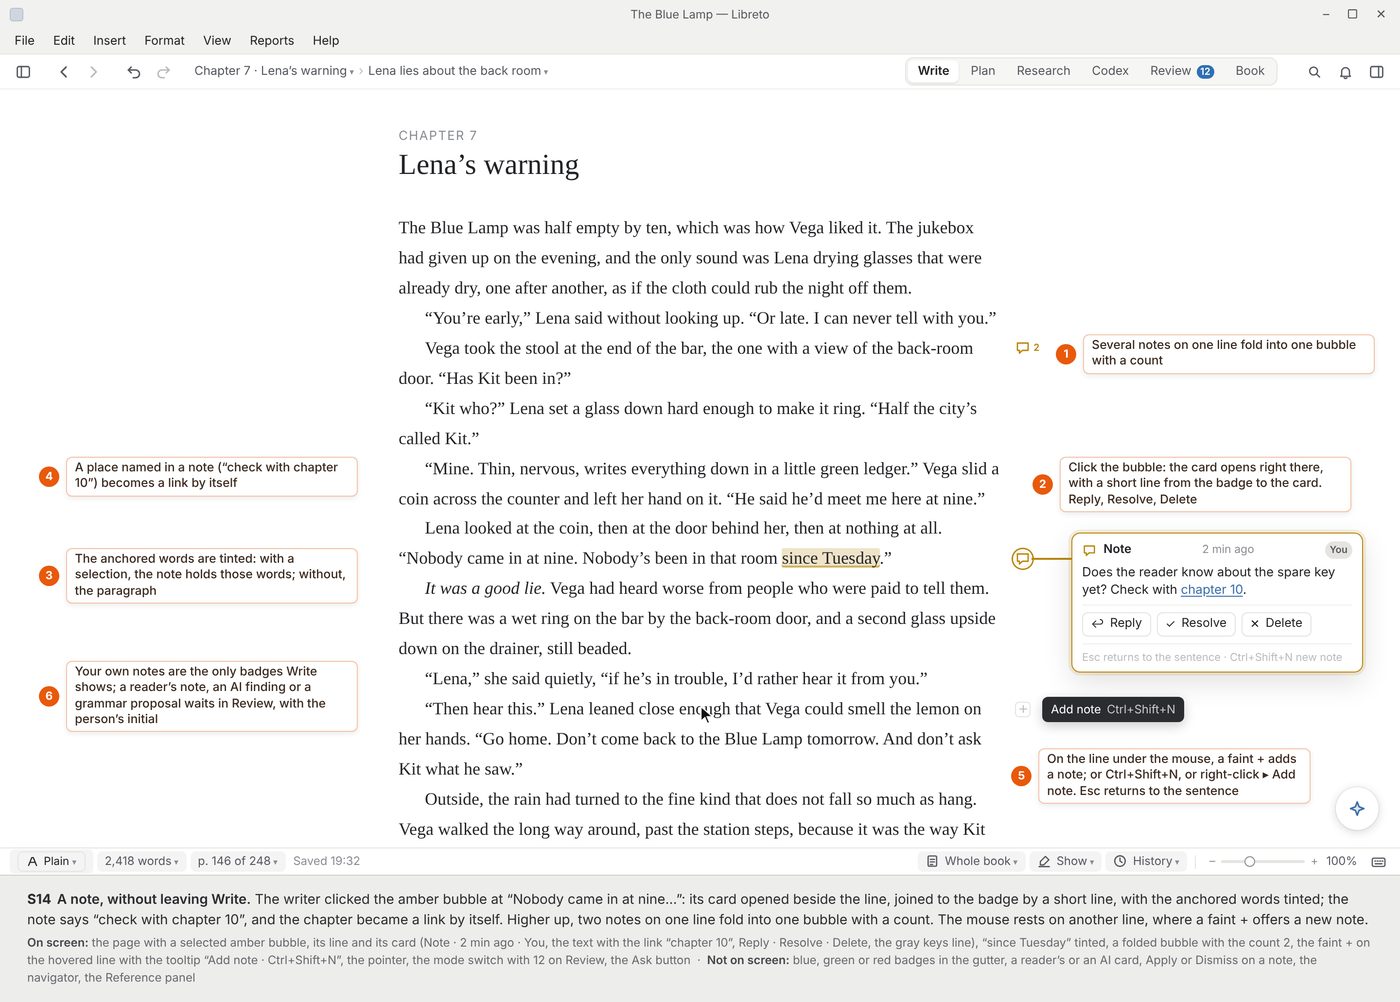 The Blue Lamp — Libreto
File Edit Insert Format View Reports Help
Chapter 7 · Lena’s warning › Lena lies about the back room
Write Plan Research Codex Review 12 Book
CHAPTER 7
Lena’s warning
The Blue Lamp was half empty by ten, which was how Vega liked it. The jukebox
had given up on the evening, and the only sound was Lena drying glasses that were
already dry, one after another, as if the cloth could rub the night off them.
“You’re early,” Lena said without looking up. “Or late. I can never tell with you.”
Vega took the stool at the end of the bar, the one with a view of the back-room
door. “Has Kit been in?”
“Kit who?” Lena set a glass down hard enough to make it ring. “Half the city’s
called Kit.”
“Mine. Thin, nervous, writes everything down in a little green ledger.” Vega slid a
coin across the counter and left her hand on it. “He said he’d meet me here at nine.”
Lena looked at the coin, then at the door behind her, then at nothing at all.
“Nobody came in at nine. Nobody’s been in that room since Tuesday.”
It was a good lie. Vega had heard worse from people who were paid to tell them.
But there was a wet ring on the bar by the back-room door, and a second glass upside
down on the drainer, still beaded.
“Lena,” she said quietly, “if he’s in trouble, I’d rather hear it from you.”
“Then hear this.” Lena leaned close enough that Vega could smell the lemon on
her hands. “Go home. Don’t come back to the Blue Lamp tomorrow. And don’t ask
Kit what he saw.”
Outside, the rain had turned to the fine kind that does not fall so much as hang.
Vega walked the long way around, past the station steps, because it was the way Kit
2
1
Several notes on one line fold into one bubble
with a count
2
Click the bubble: the card opens right there,
with a short line from the badge to the card.
Reply, Resolve, Delete
Note 2 min ago You
Does the reader know about the spare key
yet? Check with chapter 10.
Reply Resolve Delete
Esc returns to the sentence · Ctrl+Shift+N new note
Add note Ctrl+Shift+N
5
On the line under the mouse, a faint + adds
a note; or Ctrl+Shift+N, or right-click ▸ Add
note. Esc returns to the sentence
4
A place named in a note (“check with chapter
10”) becomes a link by itself
3
The anchored words are tinted: with a
selection, the note holds those words; without,
the paragraph
6
Your own notes are the only badges Write
shows; a reader’s note, an AI finding or a
grammar proposal waits in Review, with the
person’s initial
A Plain 2,418 words p. 146 of 248 Saved 19:32
Whole book Show History − + 100%
S14 A note, without leaving Write. The writer clicked the amber bubble at “Nobody came in at nine…”: its card opened beside the line, joined to the badge by a short line, with the anchored words tinted; the
note says “check with chapter 10”, and the chapter became a link by itself. Higher up, two notes on one line fold into one bubble with a count. The mouse rests on another line, where a faint + offers a new note.
On screen: the page with a selected amber bubble, its line and its card (Note · 2 min ago · You, the text with the link “chapter 10”, Reply · Resolve · Delete, the gray keys line), “since Tuesday” tinted, a folded bubble with the count 2, the faint + on
the hovered line with the tooltip “Add note · Ctrl+Shift+N”, the pointer, the mode switch with 12 on Review, the Ask button · Not on screen: blue, green or red badges in the gutter, a reader’s or an AI card, Apply or Dismiss on a note, the
navigator, the Reference panel